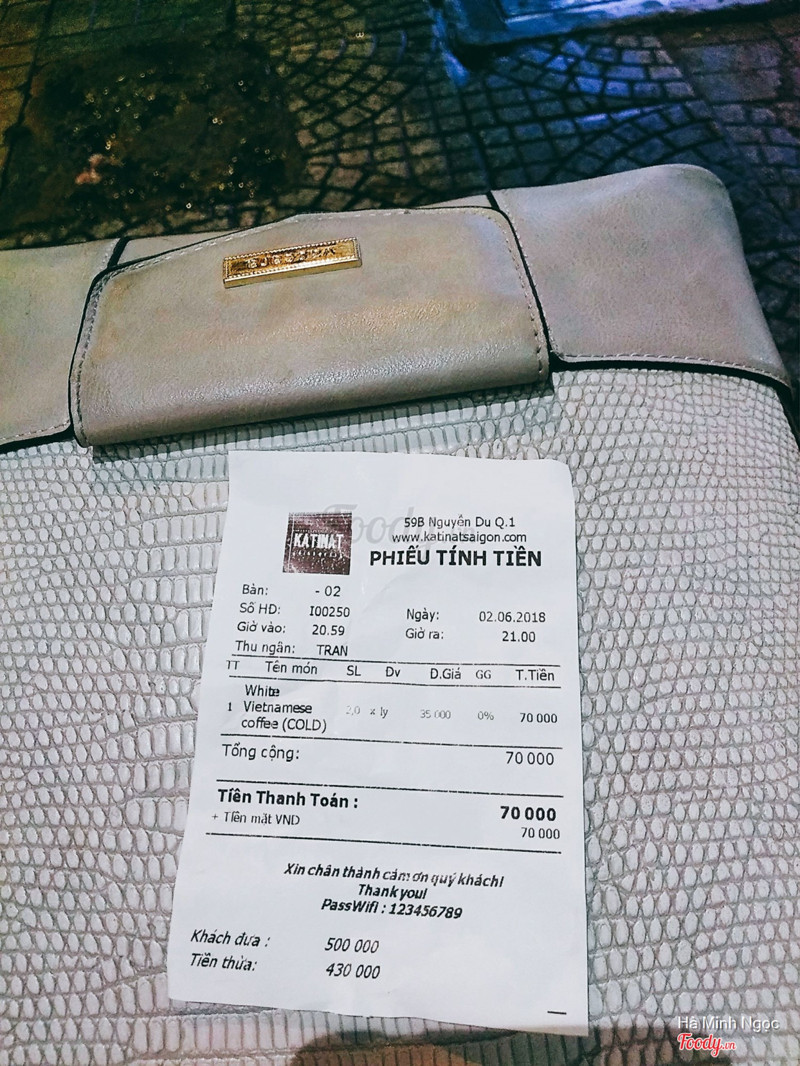 Foody
KATINAT
59B Nguyễn Du Q.1
www.katinatsaigon.com
PHIẾU TÍNH TIỀN
Bàn: - 02
Số HD: I00250 Ngày: 02.06.2018
Giờ vào: 20.59 Giờ ra: 21.00
Thu ngân: TRAN
TT Tên món SL Đv Đ.Giá GG T.Tiền
White
1 Vietnamese 2,0 x ly 35 000 0% 70 000
coffee (COLD)
Tổng cộng: 70 000
Tiền Thanh Toán : 70 000
+ Tiền mặt VND 70 000
Xin chân thành cảm ơn quý khách!
Thank you!
PassWifi : 123456789
Khách đưa : 500 000
Tiền thừa: 430 000
Hà Minh Ngọc
Foody.vn